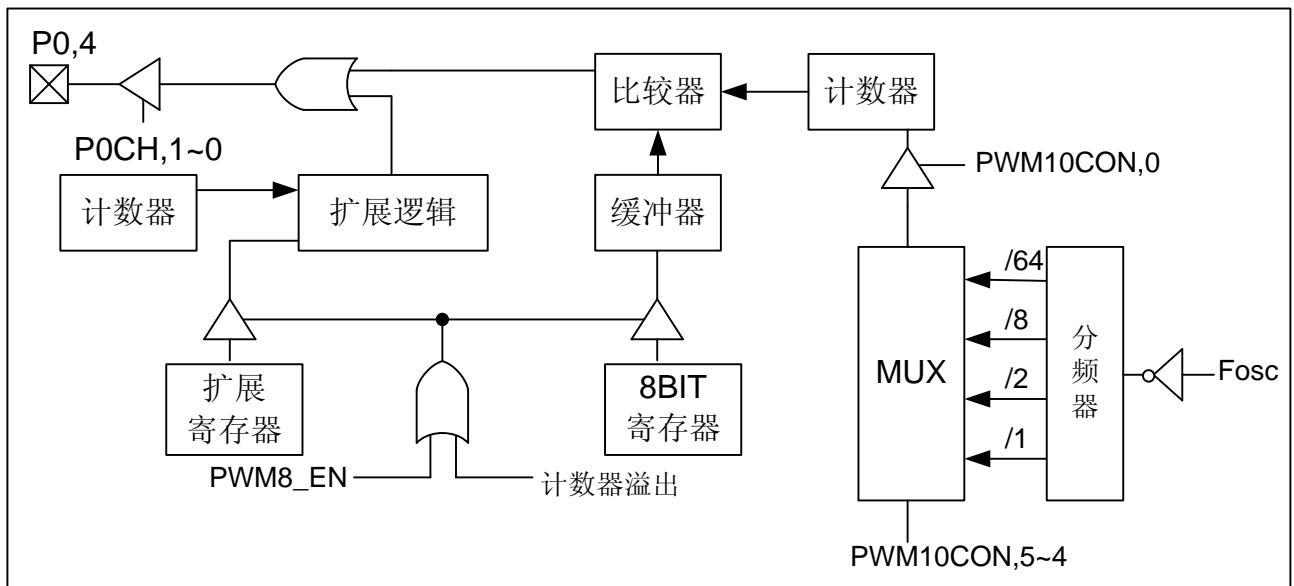 P0,4
P0CH,1~0
比较器
计数器
PWM10CON,0
计数器
扩展逻辑
缓冲器
扩展
寄存器
8BIT
寄存器
PWM8_EN
计数器溢出
MUX
/64
/8
/2
/1
分
频
器
Fosc
PWM10CON,5~4